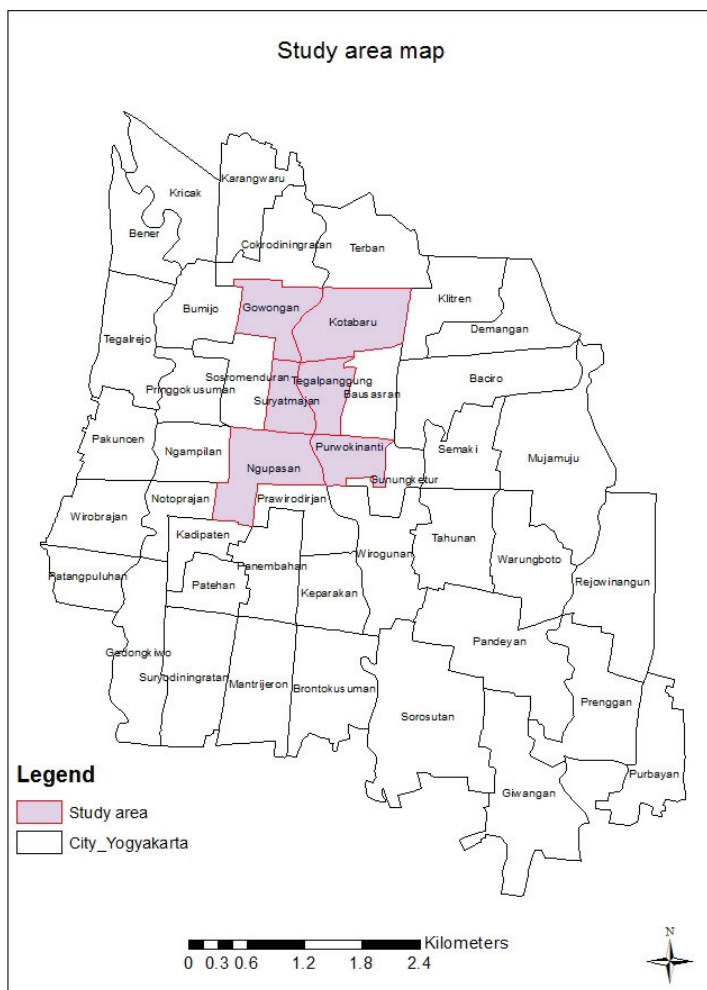 Study area map
Karangwaru
Kricak
Bener
Cokrodiningratan
Terban
Klitren
Bumijo
Gowongan
Kotabaru
Demangan
Tegalrejo
Sosromenduran
Tegalpanggung
Baciro
Pringgokusuman
Suryatmajan
Bausasran
Pakuncen
Ngampilan
Purwokinanti
Semaki
Mujamuju
Ngupasan
Gunungketur
Notoprajan
Prawirodirjan
Wirobrajan
Kadipaten
Tahunan
Panembahan
Wirogunan
Warungboto
Patangpuluhan
Patehan
Keparakan
Rejowinangun
Pandeyan
Gedongkiwo
Suryodiningratan
Mantrijeron
Brontokusuman
Prenggan
Sorosutan
Purbayan
Giwangan
Legend
Study area
City_Yogyakarta
Kilometers
0 0.3 0.6 1.2 1.8 2.4
N